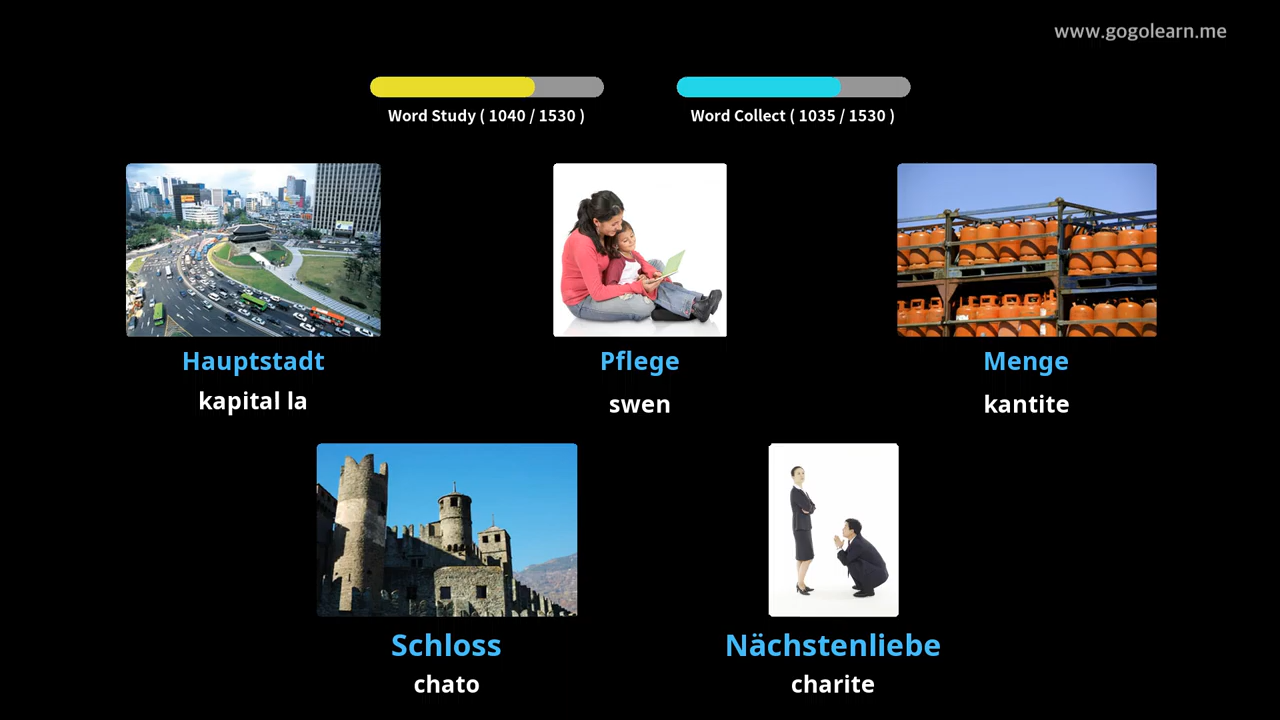 www.gogolearn.me
Word Study ( 1040 / 1530 )
Word Collect ( 1035 / 1530 )
Hauptstadt
kapital la
Pflege
swen
Menge
kantite
Schloss
chato
Nächstenliebe
charite